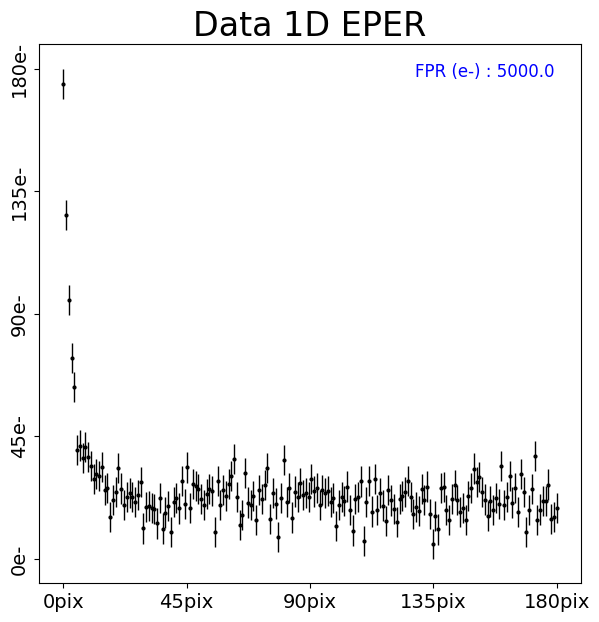 Data 1D EPER
FPR (e-) : 5000.0
180e-
135e-
90e-
45e-
0e-
0pix 45pix 90pix 135pix 180pix